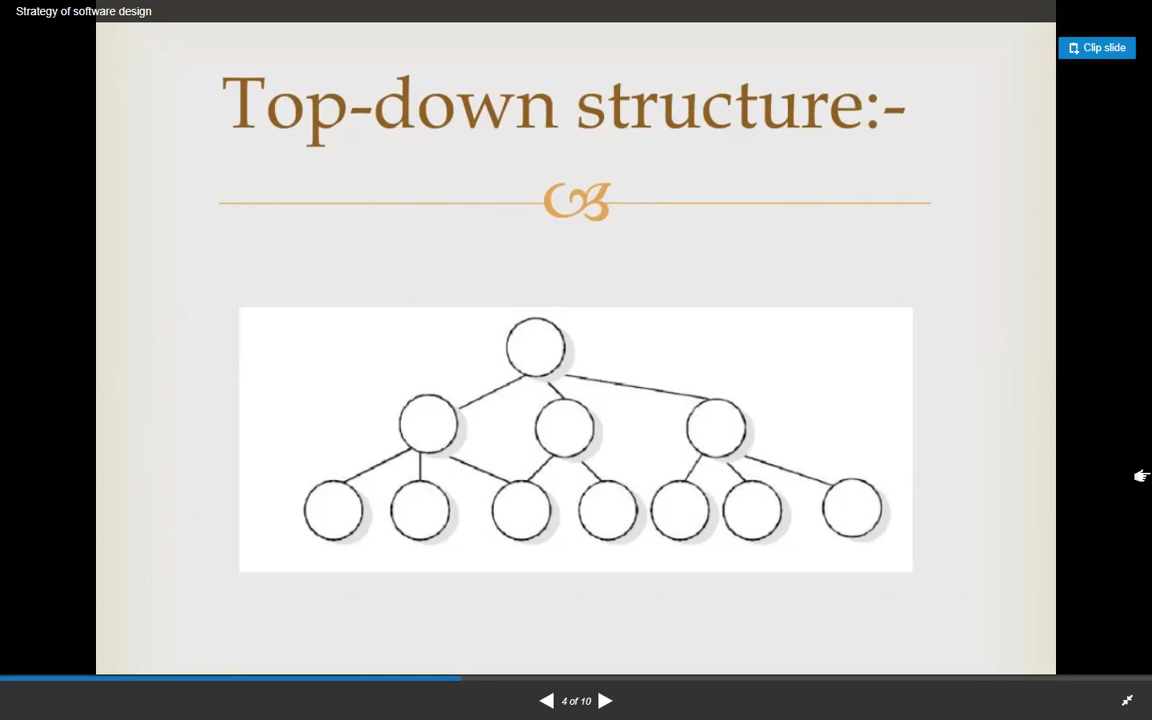 Strategy of software design
Clip slide
Top-down structure:-
4 of 10